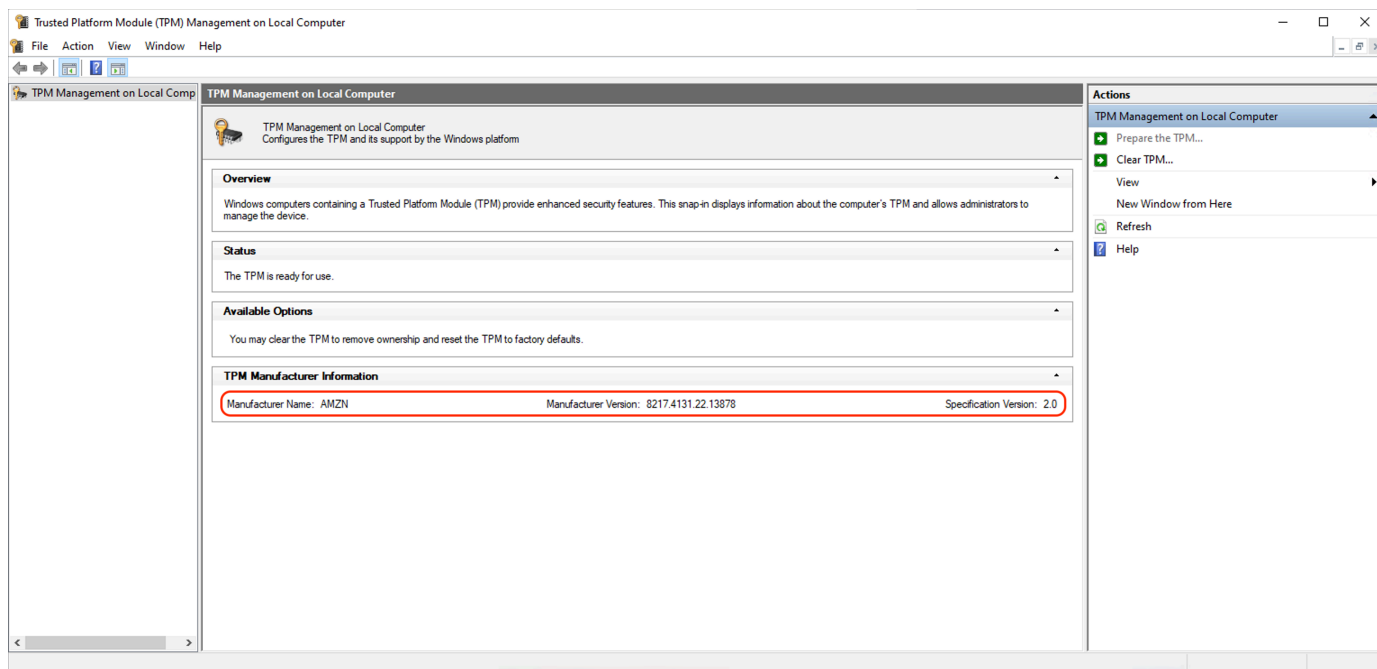 Trusted Platform Module (TPM) Management on Local Computer
File Action View Window Help
TPM Management on Local Comp
TPM Management on Local Computer
TPM Management on Local Computer
Configures the TPM and its support by the Windows platform
Overview
Windows computers containing a Trusted Platform Module (TPM) provide enhanced security features. This snap-in displays information about the computer's TPM and allows administrators to
manage the device.
Status
The TPM is ready for use.
Available Options
You may clear the TPM to remove ownership and reset the TPM to factory defaults.
TPM Manufacturer Information
Manufacturer Name: AMZN Manufacturer Version: 8217.4131.22.13878 Specification Version: 2.0
Actions
TPM Management on Local Computer
Prepare the TPM...
Clear TPM...
View
New Window from Here
Refresh
Help